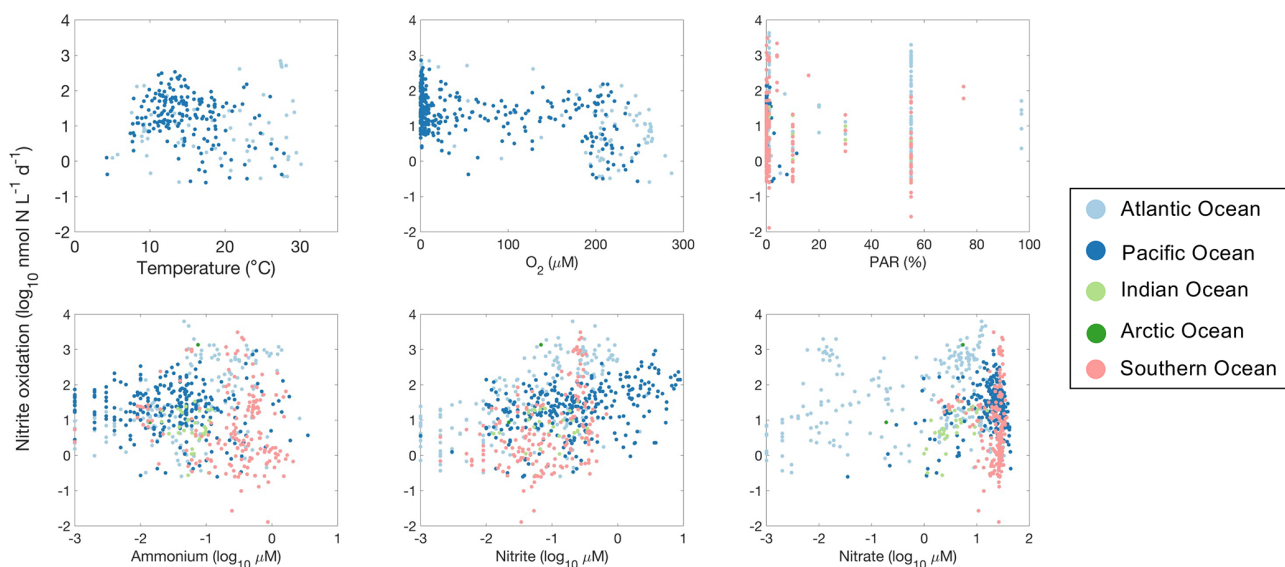 Nitrite oxidation (log10 nmol N L-1 d-1)
4
3
2
1
0
-1
-2
0 10 20 30
Temperature (°C)
4
3
2
1
0
-1
-2
0 100 200 300
O2 (μM)
4
3
2
1
0
-1
-2
0 20 40 60 80 100
PAR (%)
4
3
2
1
0
-1
-2
-3 -2 -1 0 1
Ammonium (log10 μM)
4
3
2
1
0
-1
-2
-3 -2 -1 0 1
Nitrite (log10 μM)
4
3
2
1
0
-1
-2
-3 -2 -1 0 1 2
Nitrate (log10 μM)
Atlantic Ocean
Pacific Ocean
Indian Ocean
Arctic Ocean
Southern Ocean